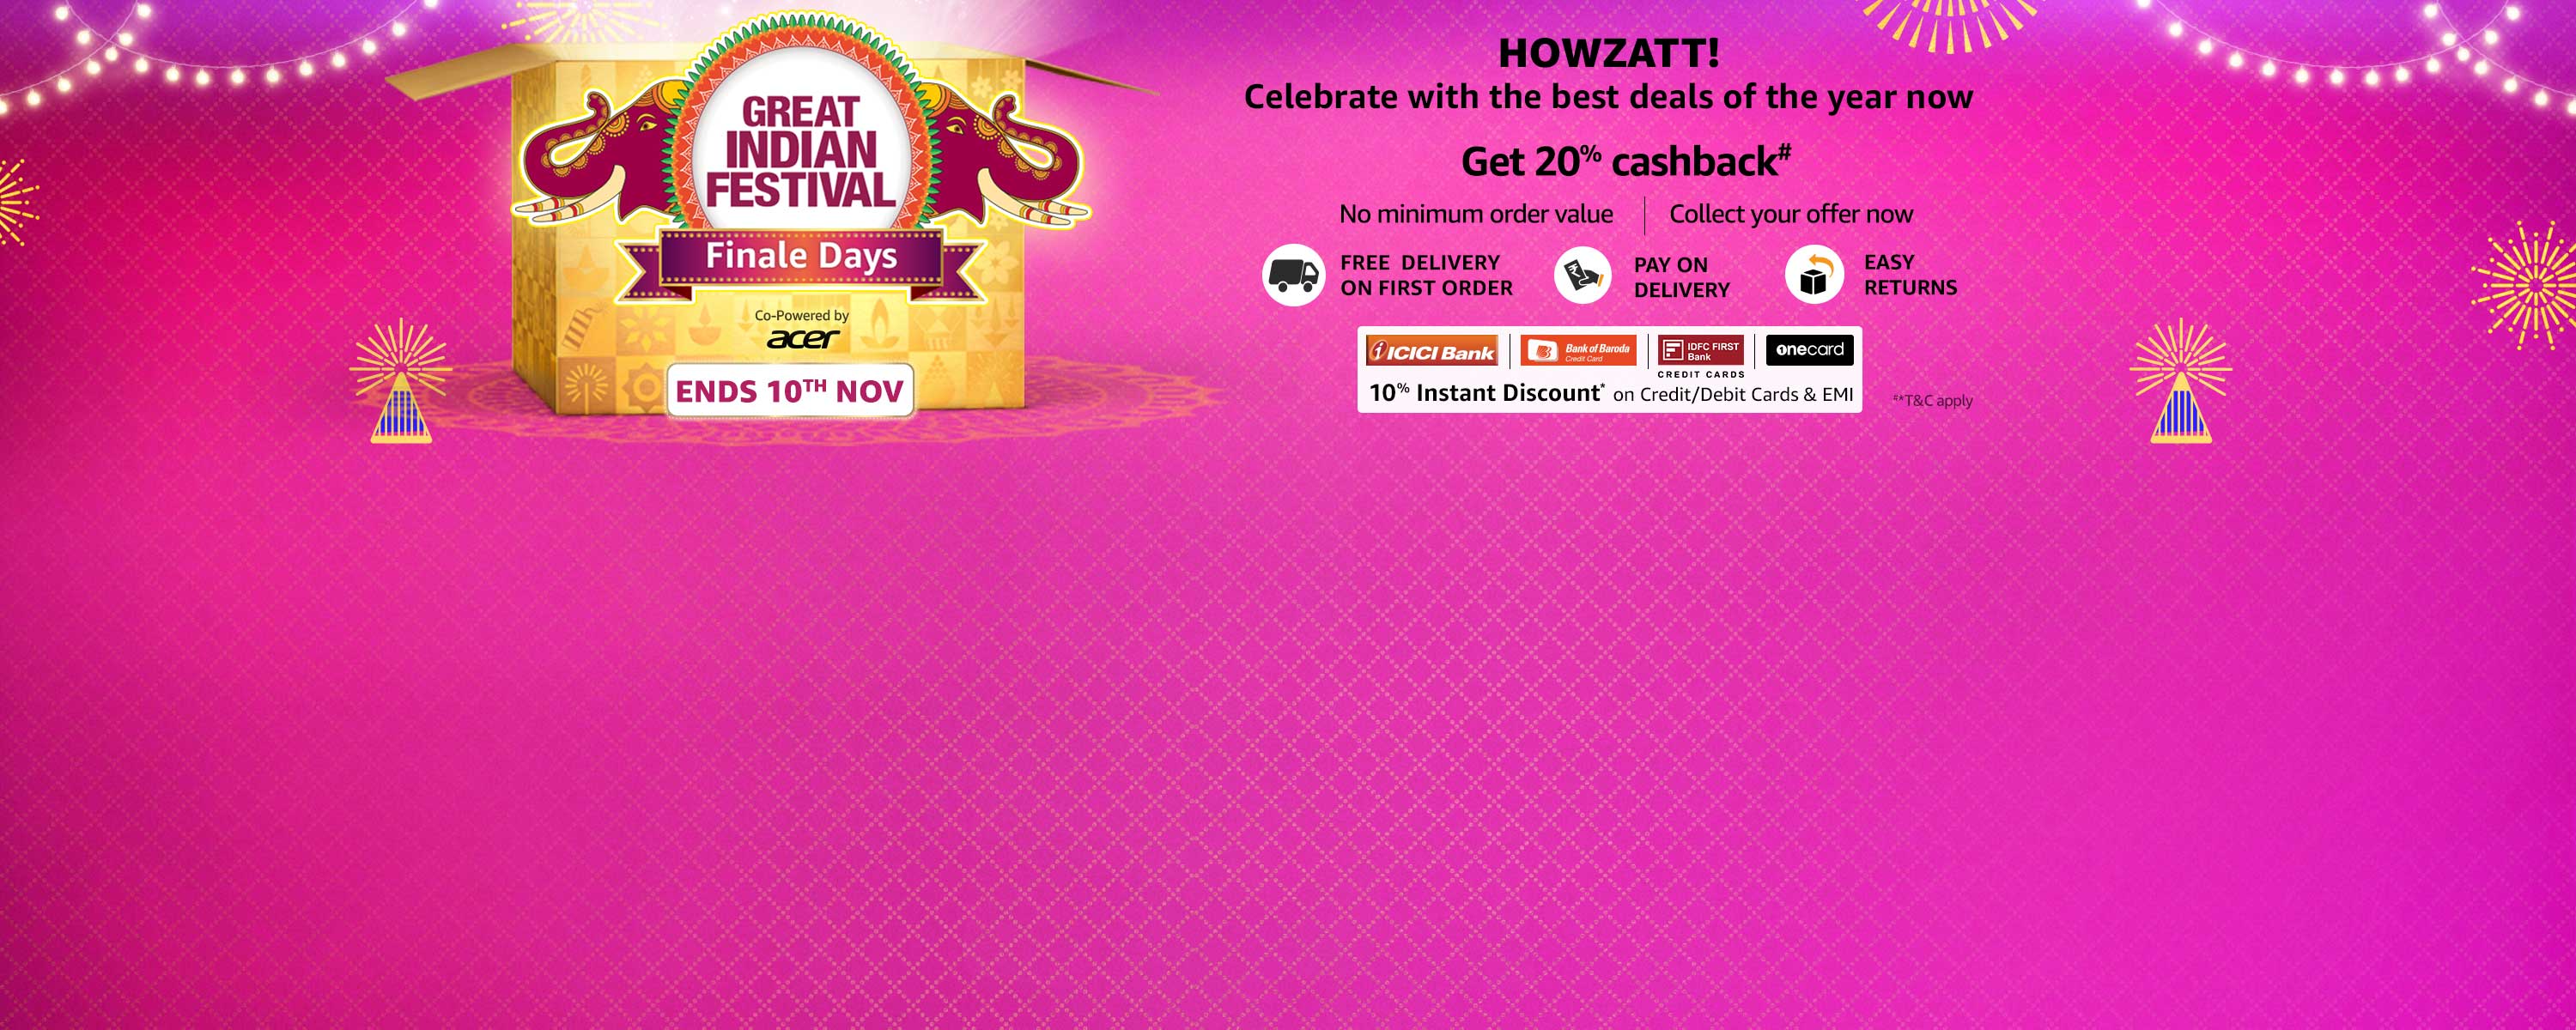 GREAT
INDIAN
FESTIVAL
Finale Days
Co-Powered by
acer
ENDS 10TH NOV
HOWZATT!
Celebrate with the best deals of the year now
Get 20% cashback#
No minimum order value | Collect your offer now
FREE DELIVERY
ON FIRST ORDER
PAY ON
DELIVERY
EASY
RETURNS
ICICI Bank
Bank of Baroda
Credit Card
IDFC FIRST
Bank
CREDIT CARDS
onecard
10% Instant Discount* on Credit/Debit Cards & EMI
#*T&C apply